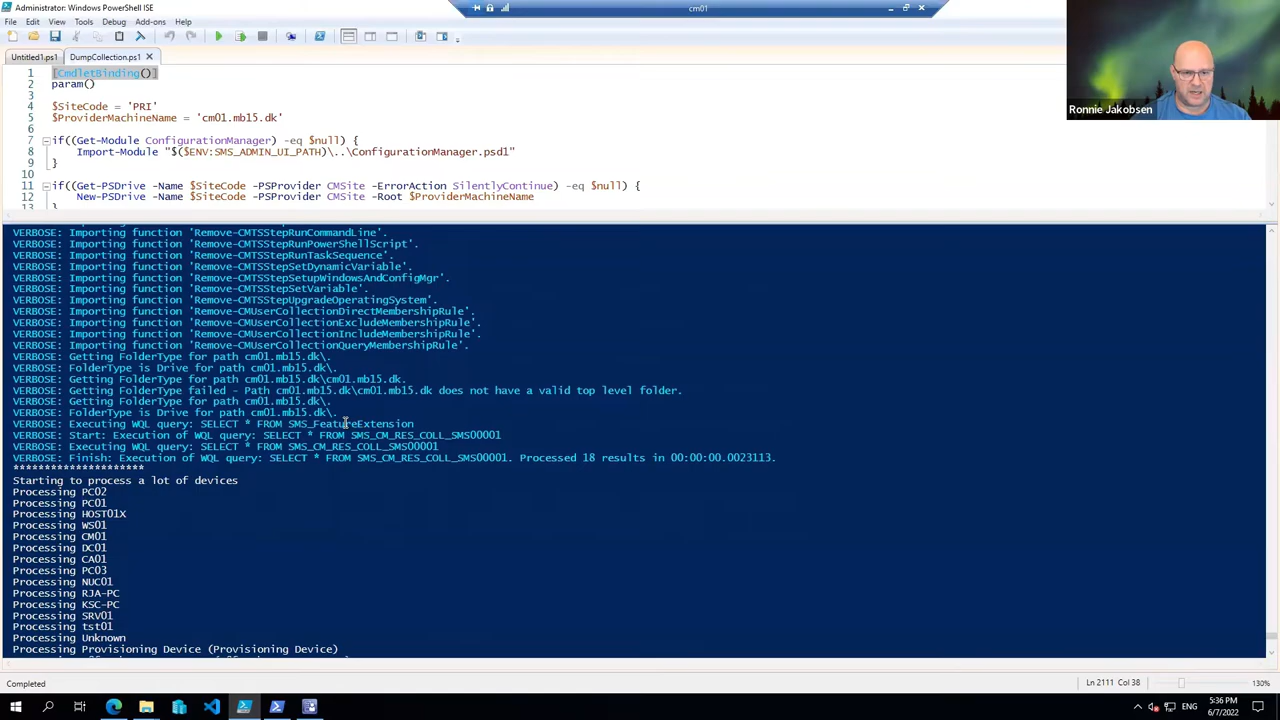 Administrator: Windows PowerShell ISE
cm01
File Edit View Tools Debug Add-ons Help
Untitled1.ps1 DumpCollection.ps1
1 [CmdletBinding()]
2 param()
3
4 $SiteCode = 'PRI'
5 $ProviderMachineName = 'cm01.mb15.dk'
6
7 if((Get-Module ConfigurationManager) -eq $null) {
8 Import-Module "$($ENV:SMS_ADMIN_UI_PATH)\..\ConfigurationManager.psd1"
9 }
10
11 if((Get-PSDrive -Name $SiteCode -PSProvider CMSite -ErrorAction SilentlyContinue) -eq $null) {
12 New-PSDrive -Name $SiteCode -PSProvider CMSite -Root $ProviderMachineName
13 }
Ronnie Jakobsen
VERBOSE: Importing function 'Remove-CMTSStepRunCommandLine'.
VERBOSE: Importing function 'Remove-CMTSStepRunPowerShellScript'.
VERBOSE: Importing function 'Remove-CMTSStepRunTaskSequence'.
VERBOSE: Importing function 'Remove-CMTSStepSetDynamicVariable'.
VERBOSE: Importing function 'Remove-CMTSStepSetupWindowsAndConfigMgr'.
VERBOSE: Importing function 'Remove-CMTSStepSetVariable'.
VERBOSE: Importing function 'Remove-CMTSStepUpgradeOperatingSystem'.
VERBOSE: Importing function 'Remove-CMUserCollectionDirectMembershipRule'.
VERBOSE: Importing function 'Remove-CMUserCollectionExcludeMembershipRule'.
VERBOSE: Importing function 'Remove-CMUserCollectionIncludeMembershipRule'.
VERBOSE: Importing function 'Remove-CMUserCollectionQueryMembershipRule'.
VERBOSE: Getting FolderType for path cm01.mb15.dk\.
VERBOSE: FolderType is Drive for path cm01.mb15.dk\.
VERBOSE: Getting FolderType for path cm01.mb15.dk\cm01.mb15.dk.
VERBOSE: Getting FolderType failed - Path cm01.mb15.dk\cm01.mb15.dk does not have a valid top level folder.
VERBOSE: Getting FolderType for path cm01.mb15.dk\.
VERBOSE: FolderType is Drive for path cm01.mb15.dk\.
VERBOSE: Executing WQL query: SELECT * FROM SMS_FeatureExtension
VERBOSE: Start: Execution of WQL query: SELECT * FROM SMS_CM_RES_COLL_SMS00001
VERBOSE: Executing WQL query: SELECT * FROM SMS_CM_RES_COLL_SMS00001
VERBOSE: Finish: Execution of WQL query: SELECT * FROM SMS_CM_RES_COLL_SMS00001. Processed 18 results in 00:00:00.0023113.
*********************
Starting to process a lot of devices
Processing PC02
Processing PC01
Processing HOST01X
Processing WS01
Processing CM01
Processing DC01
Processing CA01
Processing PC03
Processing NUC01
Processing RJA-PC
Processing KSC-PC
Processing SRV01
Processing tst01
Processing Unknown
Processing Provisioning Device (Provisioning Device)
Completed
Ln 2111 Col 38
130%
ENG
5:36 PM
6/7/2022